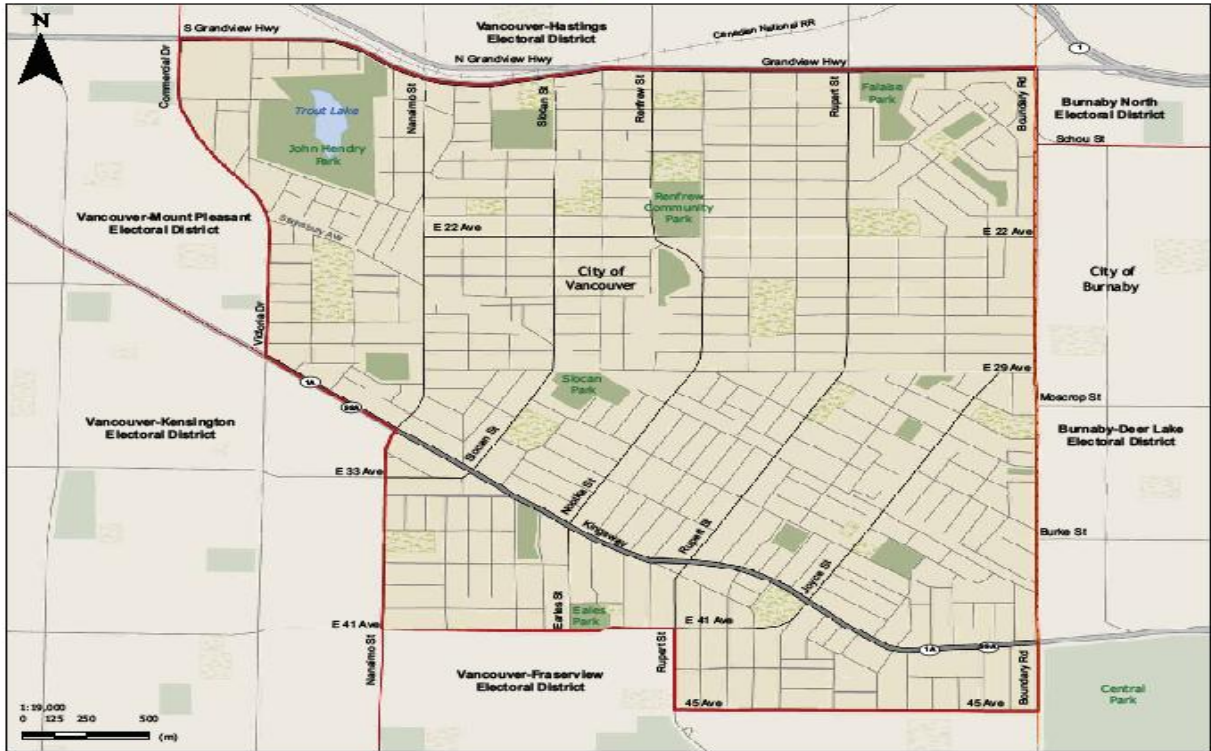 N
S Grandview Hwy
Vancouver-Hastings
Electoral District
Canadian National RR
1
N Grandview Hwy
Grandview Hwy
Commercial Dr
Nanaimo St
Slocan St
Renfrew St
Rupert St
Falaise
Park
Boundary Rd
Burnaby North
Electoral District
Schou St
Trout Lake
John Hendry
Park
Renfrew
Community
Park
Vancouver-Mount Pleasant
Electoral District
E 22 Ave
E 22 Ave
City of
Vancouver
City of
Burnaby
Victoria Dr
E 29 Ave
1A
99A
Slocan
Park
Moscrop St
Vancouver-Kensington
Electoral District
Burnaby-Deer Lake
Electoral District
Slocan St
E 33 Ave
Nootka St
Kingsway
Rupert St
Joyce St
Burke St
Earles St
Eales
Park
E 41 Ave
E 41 Ave
Nanaimo St
Rupert St
1A
99A
Boundary Rd
Vancouver-Fraserview
Electoral District
Central
Park
45 Ave
45 Ave
1:19,000
0 125 250 500
(m)